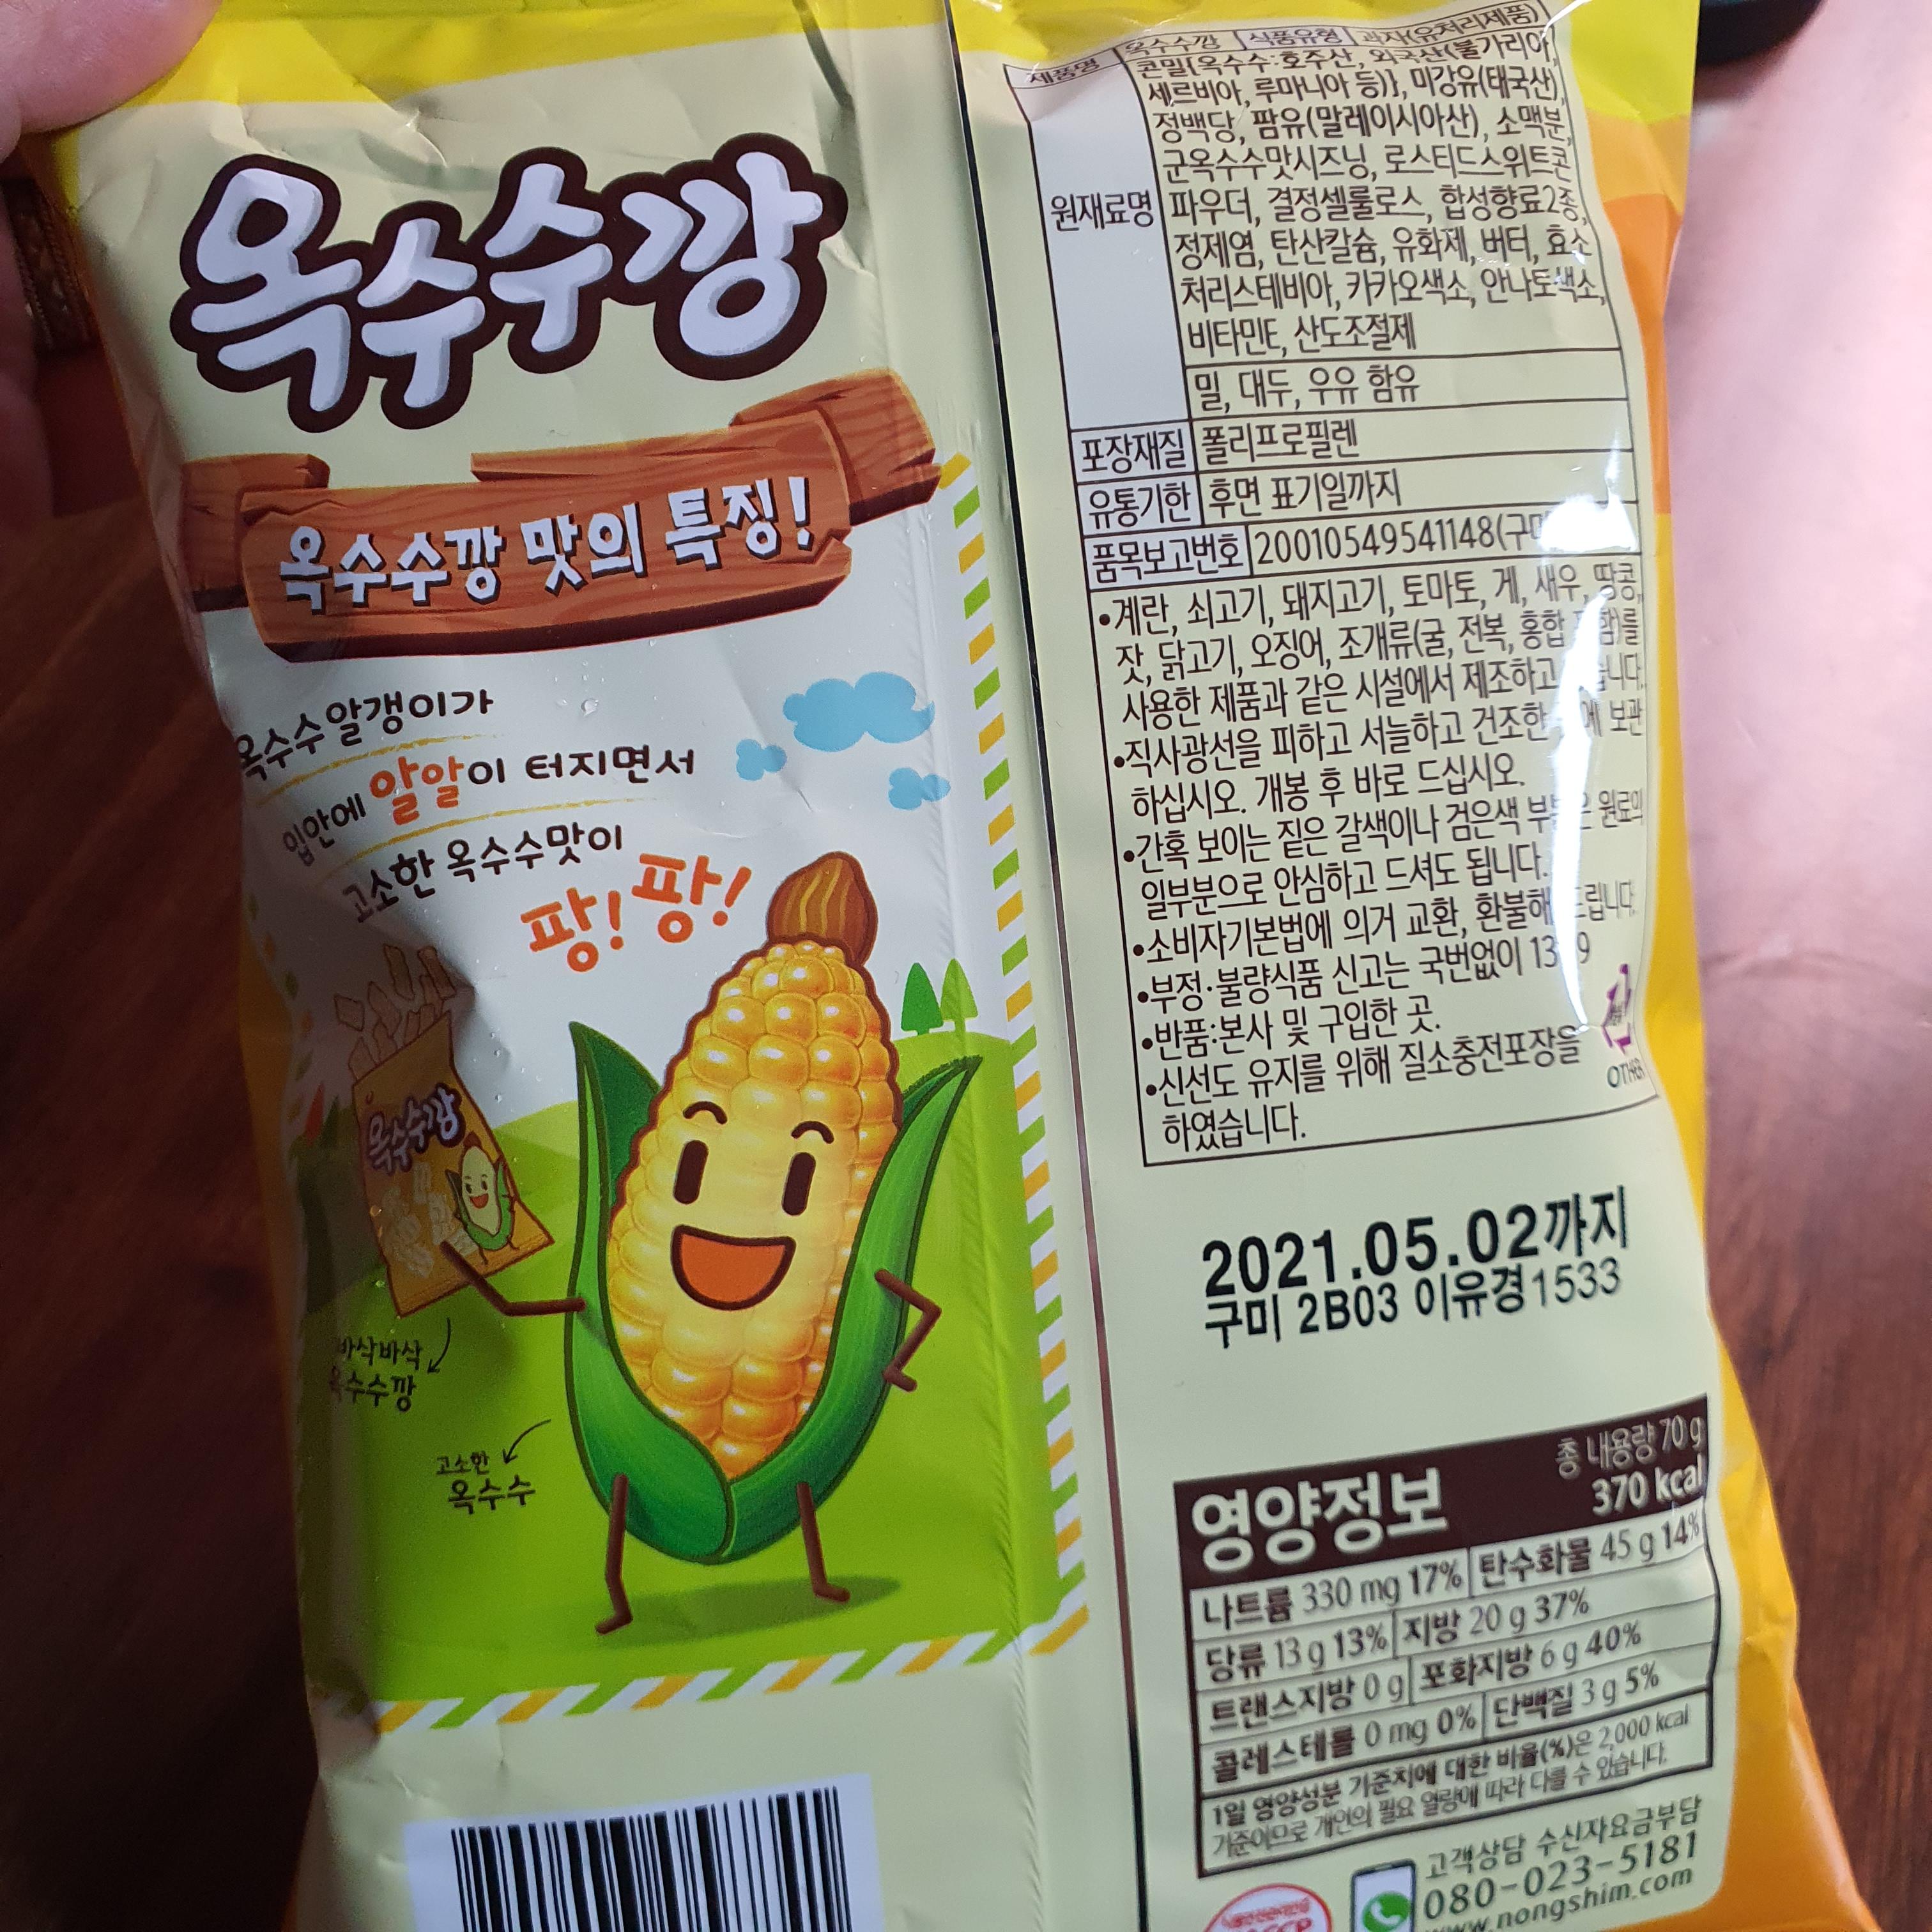 옥수수깡
옥수수깡 맛의 특징!
옥수수알갱이가
입안에 알알이 터지면서
고소한 옥수수맛이
팡! 팡!
옥수수깡
바삭바삭
옥수수깡
고소한
옥수수
제품명 옥수수깡 식품유형 과자(유처리제품)
원재료명
콘밀{옥수수:호주산, 외국산(불가리아,
세르비아, 루마니아 등)}, 미강유(태국산),
정백당, 팜유(말레이시아산), 소맥분,
군옥수수맛시즈닝, 로스티드스위트콘
파우더, 결정셀룰로스, 합성향료2종,
정제염, 탄산칼슘, 유화제, 버터, 효소
처리스테비아, 카카오색소, 안나토색소,
비타민E, 산도조절제
밀, 대두, 우유 함유
포장재질 폴리프로필렌
유통기한 후면 표기일까지
품목보고번호 20010549541148
•계란, 쇠고기, 돼지고기, 토마토, 게, 새우, 땅콩,
잣, 닭고기, 오징어, 조개류(굴, 전복, 홍합
사용한 제품과 같은 시설에서 제조하고
•직사광선을 피하고 서늘하고 건조한 보관
하십시오. 개봉 후 바로 드십시오.
•간혹 보이는 짙은 갈색이나 검은색 원료의
일부분으로 안심하고 드셔도 됩니다.
•소비자기본법에 의거 교환, 환불해
•부정·불량식품 신고는 국번없이
•반품:본사 및 구입한 곳.
•신선도 유지를 위해 질소충전포장을
하였습니다.
OTHER
2021.05.02까지
구미 2B03 이유경1533
영양정보
총 내용량 70 g
370 kcal
나트륨 330 mg 17% 탄수화물 45 g 14%
당류 13 g 13% 지방 20 g 37%
트랜스지방 0 g 포화지방 6 g 40%
콜레스테롤 0 mg 0% 단백질 3 g 5%
1일 영양성분 기준치에 대한 비율(%)은 2,000 kcal
기준이므로 개인의 필요 열량에 따라 다를 수 있습니다.
고객상담 수신자요금부담
080-023-5181
www.nongshim.com